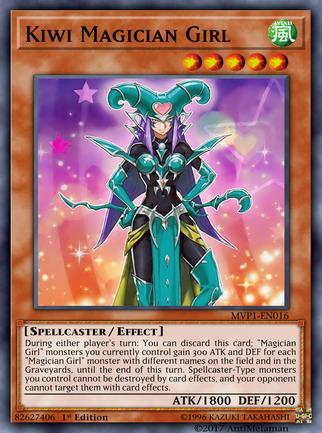 Kiwi Magician Girl
WIND
風
MVP1-EN016
[Spellcaster / Effect]
During either player's turn: You can discard this card; "Magician
Girl" monsters you currently control gain 300 ATK and DEF for each
"Magician Girl" monster with different names on the field and in the
Graveyards, until the end of this turn. Spellcaster-Type monsters
you control cannot be destroyed by card effects, and your opponent
cannot target them with card effects.
ATK/1800 DEF/1200
82627406 1st Edition ©1996 KAZUKI TAKAHASHI
©2017 AntiMetaman